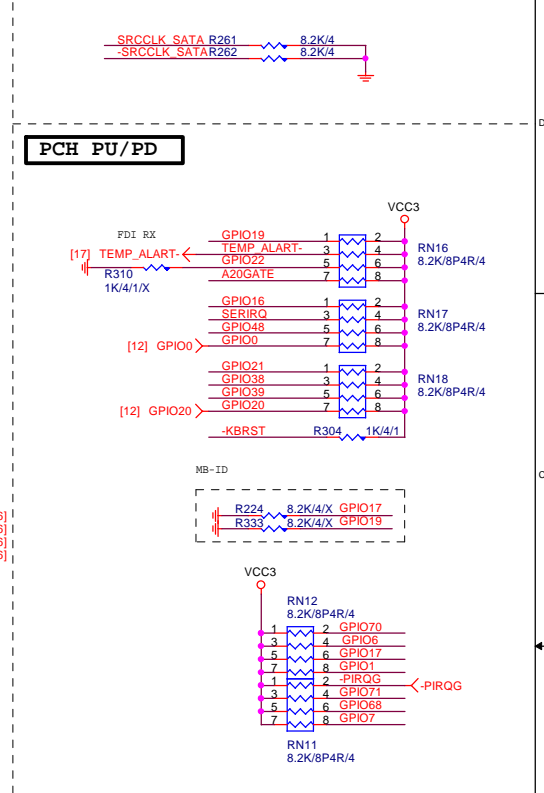 SRCCLK_SATA R261 8.2K/4
-SRCCLK_SATA R262 8.2K/4
D
PCH PU/PD
VCC3
FDI RX
GPIO19 1 2
[17] TEMP_ALART- TEMP_ALART- 3 4 RN16
GPIO22 5 6 8.2K/8P4R/4
R310 A20GATE 7 8
1K/4/1/X
GPIO16 1 2
SERIRQ 3 4 RN17
GPIO48 5 6 8.2K/8P4R/4
[12] GPIO0 GPIO0 7 8
GPIO21 1 2
GPIO38 3 4 RN18
GPIO39 5 6 8.2K/8P4R/4
[12] GPIO20 GPIO20 7 8
-KBRST R304 1K/4/1
MB-ID
C
R224 8.2K/4/X GPIO17
R333 8.2K/4/X GPIO19
6]
6]
6]
6]
VCC3
RN12
8.2K/8P4R/4
1 2 GPIO70
3 4 GPIO6
5 6 GPIO17
7 8 GPIO1
1 2 -PIRQG -PIRQG
3 4 GPIO71
5 6 GPIO68
7 8 GPIO7
RN11
8.2K/8P4R/4